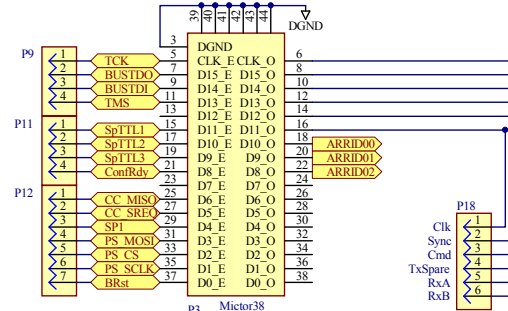 39 40 41 42 43 44
DGND
3 DGND
P9
1 TCK 5 CLK_E CLK_O 6
2 BUSTDO 7 D15_E D15_O 8
3 BUSTDI 9 D14_E D14_O 10
4 TMS 11 D13_E D13_O 12
13 D12_E D12_O 14
P11
1 SpTTL1 15 D11_E D11_O 16
2 SpTTL2 17 D10_E D10_O 18 ARRID00
3 SpTTL3 19 D9_E D9_O 20 ARRID01
4 ConfRdy 21 D8_E D8_O 22 ARRID02
23 D7_E D7_O 24
P12
1 CC_MISO 25 D6_E D6_O 26
2 CC_SREQ 27 D5_E D5_O 28
3 SP1 29 D4_E D4_O 30
4 PS_MOSI 31 D3_E D3_O 32
5 PS_CS 33 D2_E D2_O 34
6 PS_SCLK 35 D1_E D1_O 36
7 BRst 37 D0_E D0_O 38
P3 Mictor38
P18
Clk 1
Sync 2
Cmd 3
TxSpare 4
RxA 5
RxB 6